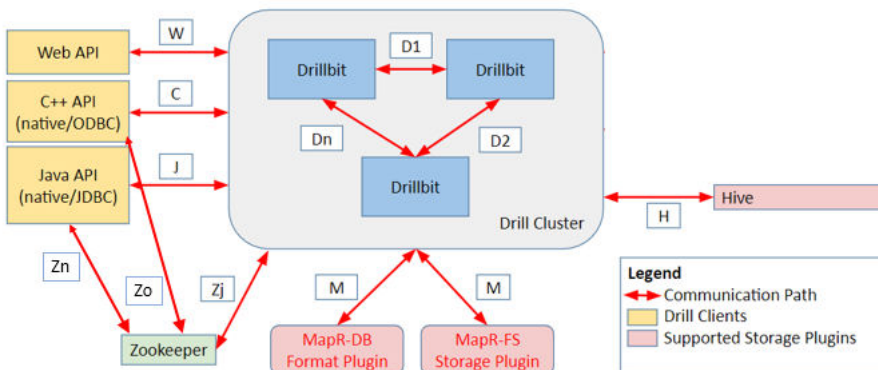 Web API
W
C++ API
(native/ODBC)
C
Java API
(native/JDBC)
J
Drillbit
D1
Drillbit
Dn
D2
Drillbit
Drill Cluster
H
Hive
Zn
Zo
Zj
M
M
Zookeeper
MapR-DB
Format Plugin
MapR-FS
Storage Plugin
Legend
Communication Path
Drill Clients
Supported Storage Plugins